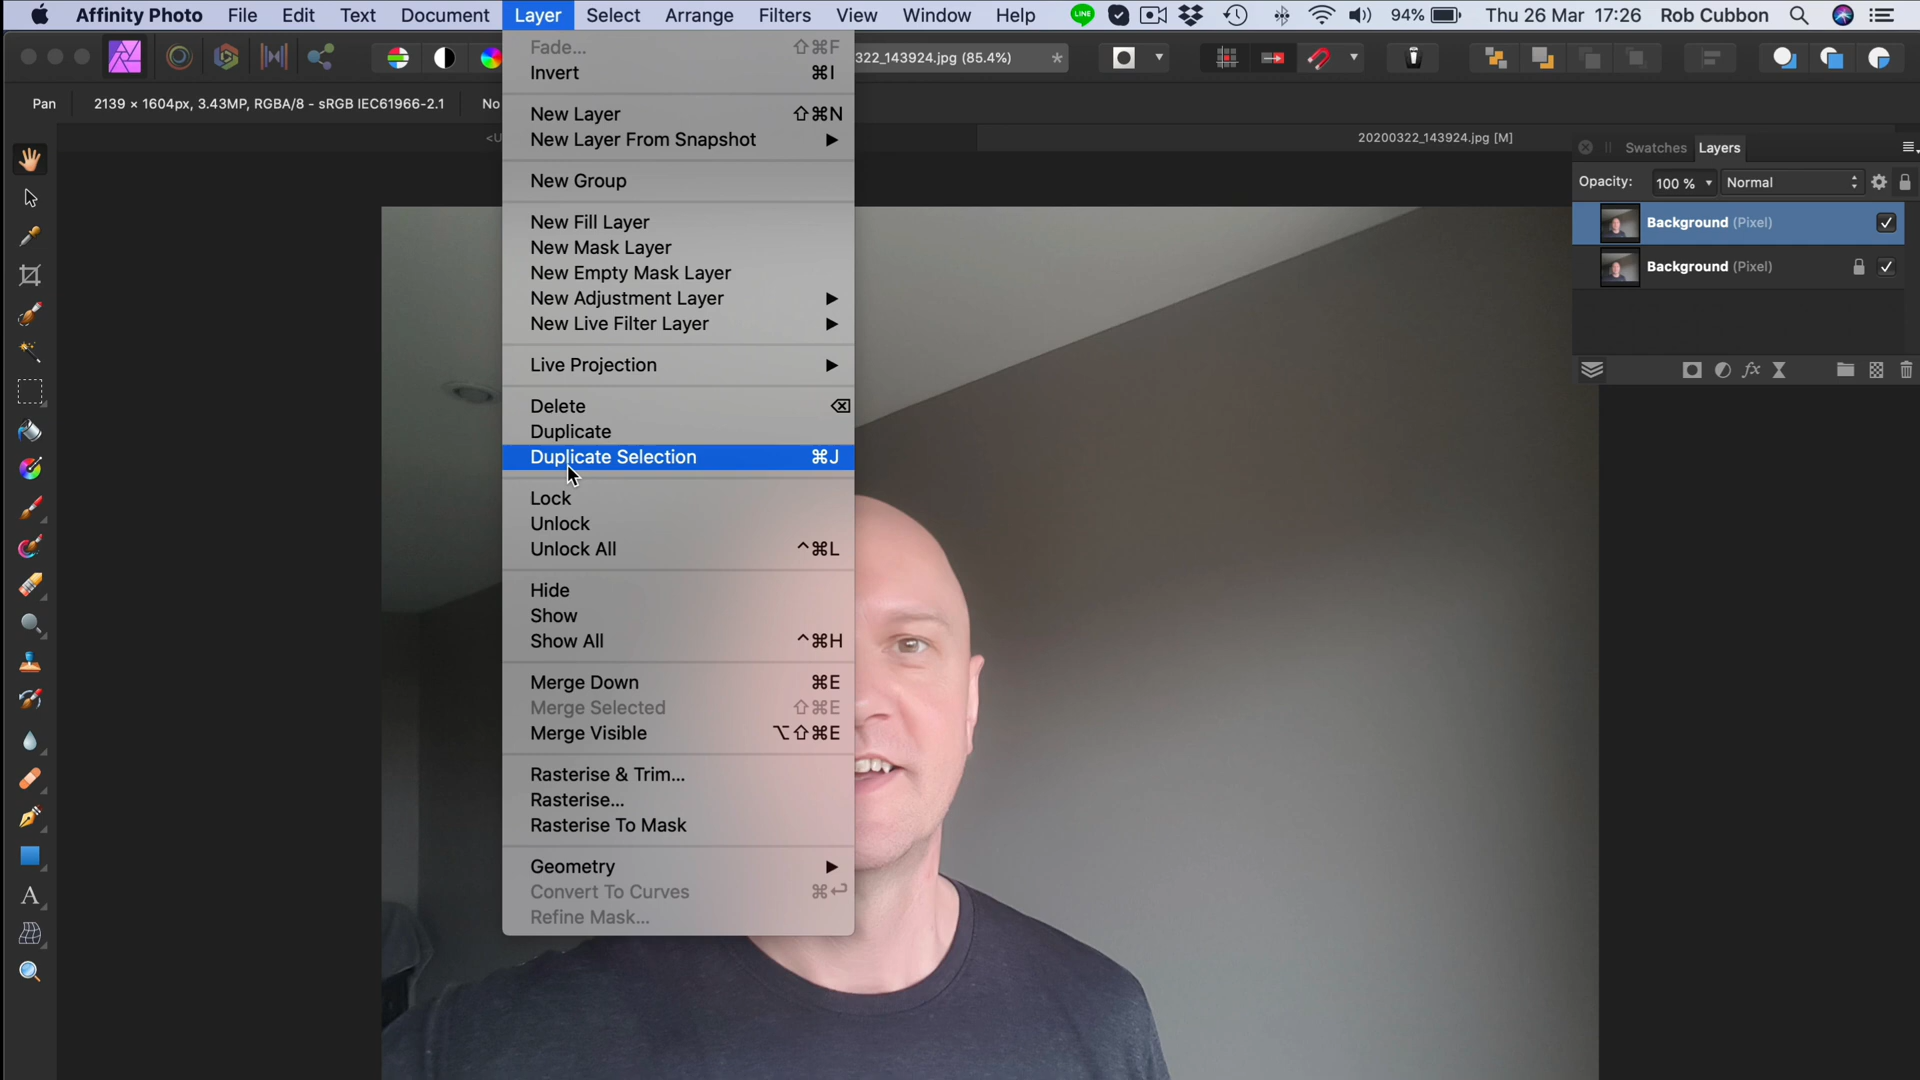 Affinity Photo File Edit Text Document Layer Select Arrange Filters View Window Help LINE 94% Thu 26 Mar 17:26 Rob Cubbon
322_143924.jpg (85.4%) *
Pan 2139 × 1604px, 3.43MP, RGBA/8 - sRGB IEC61966-2.1 No
<U 20200322_143924.jpg [M]
Swatches Layers
Opacity: 100 % Normal
Background (Pixel)
Background (Pixel)
fx
A
Fade... ⇧⌘F
Invert ⌘I
New Layer ⇧⌘N
New Layer From Snapshot
New Group
New Fill Layer
New Mask Layer
New Empty Mask Layer
New Adjustment Layer
New Live Filter Layer
Live Projection
Delete ⌫
Duplicate
Duplicate Selection ⌘J
Lock
Unlock
Unlock All ^⌘L
Hide
Show
Show All ^⌘H
Merge Down ⌘E
Merge Selected ⇧⌘E
Merge Visible ⌥⇧⌘E
Rasterise & Trim...
Rasterise...
Rasterise To Mask
Geometry
Convert To Curves ⌘↩
Refine Mask...